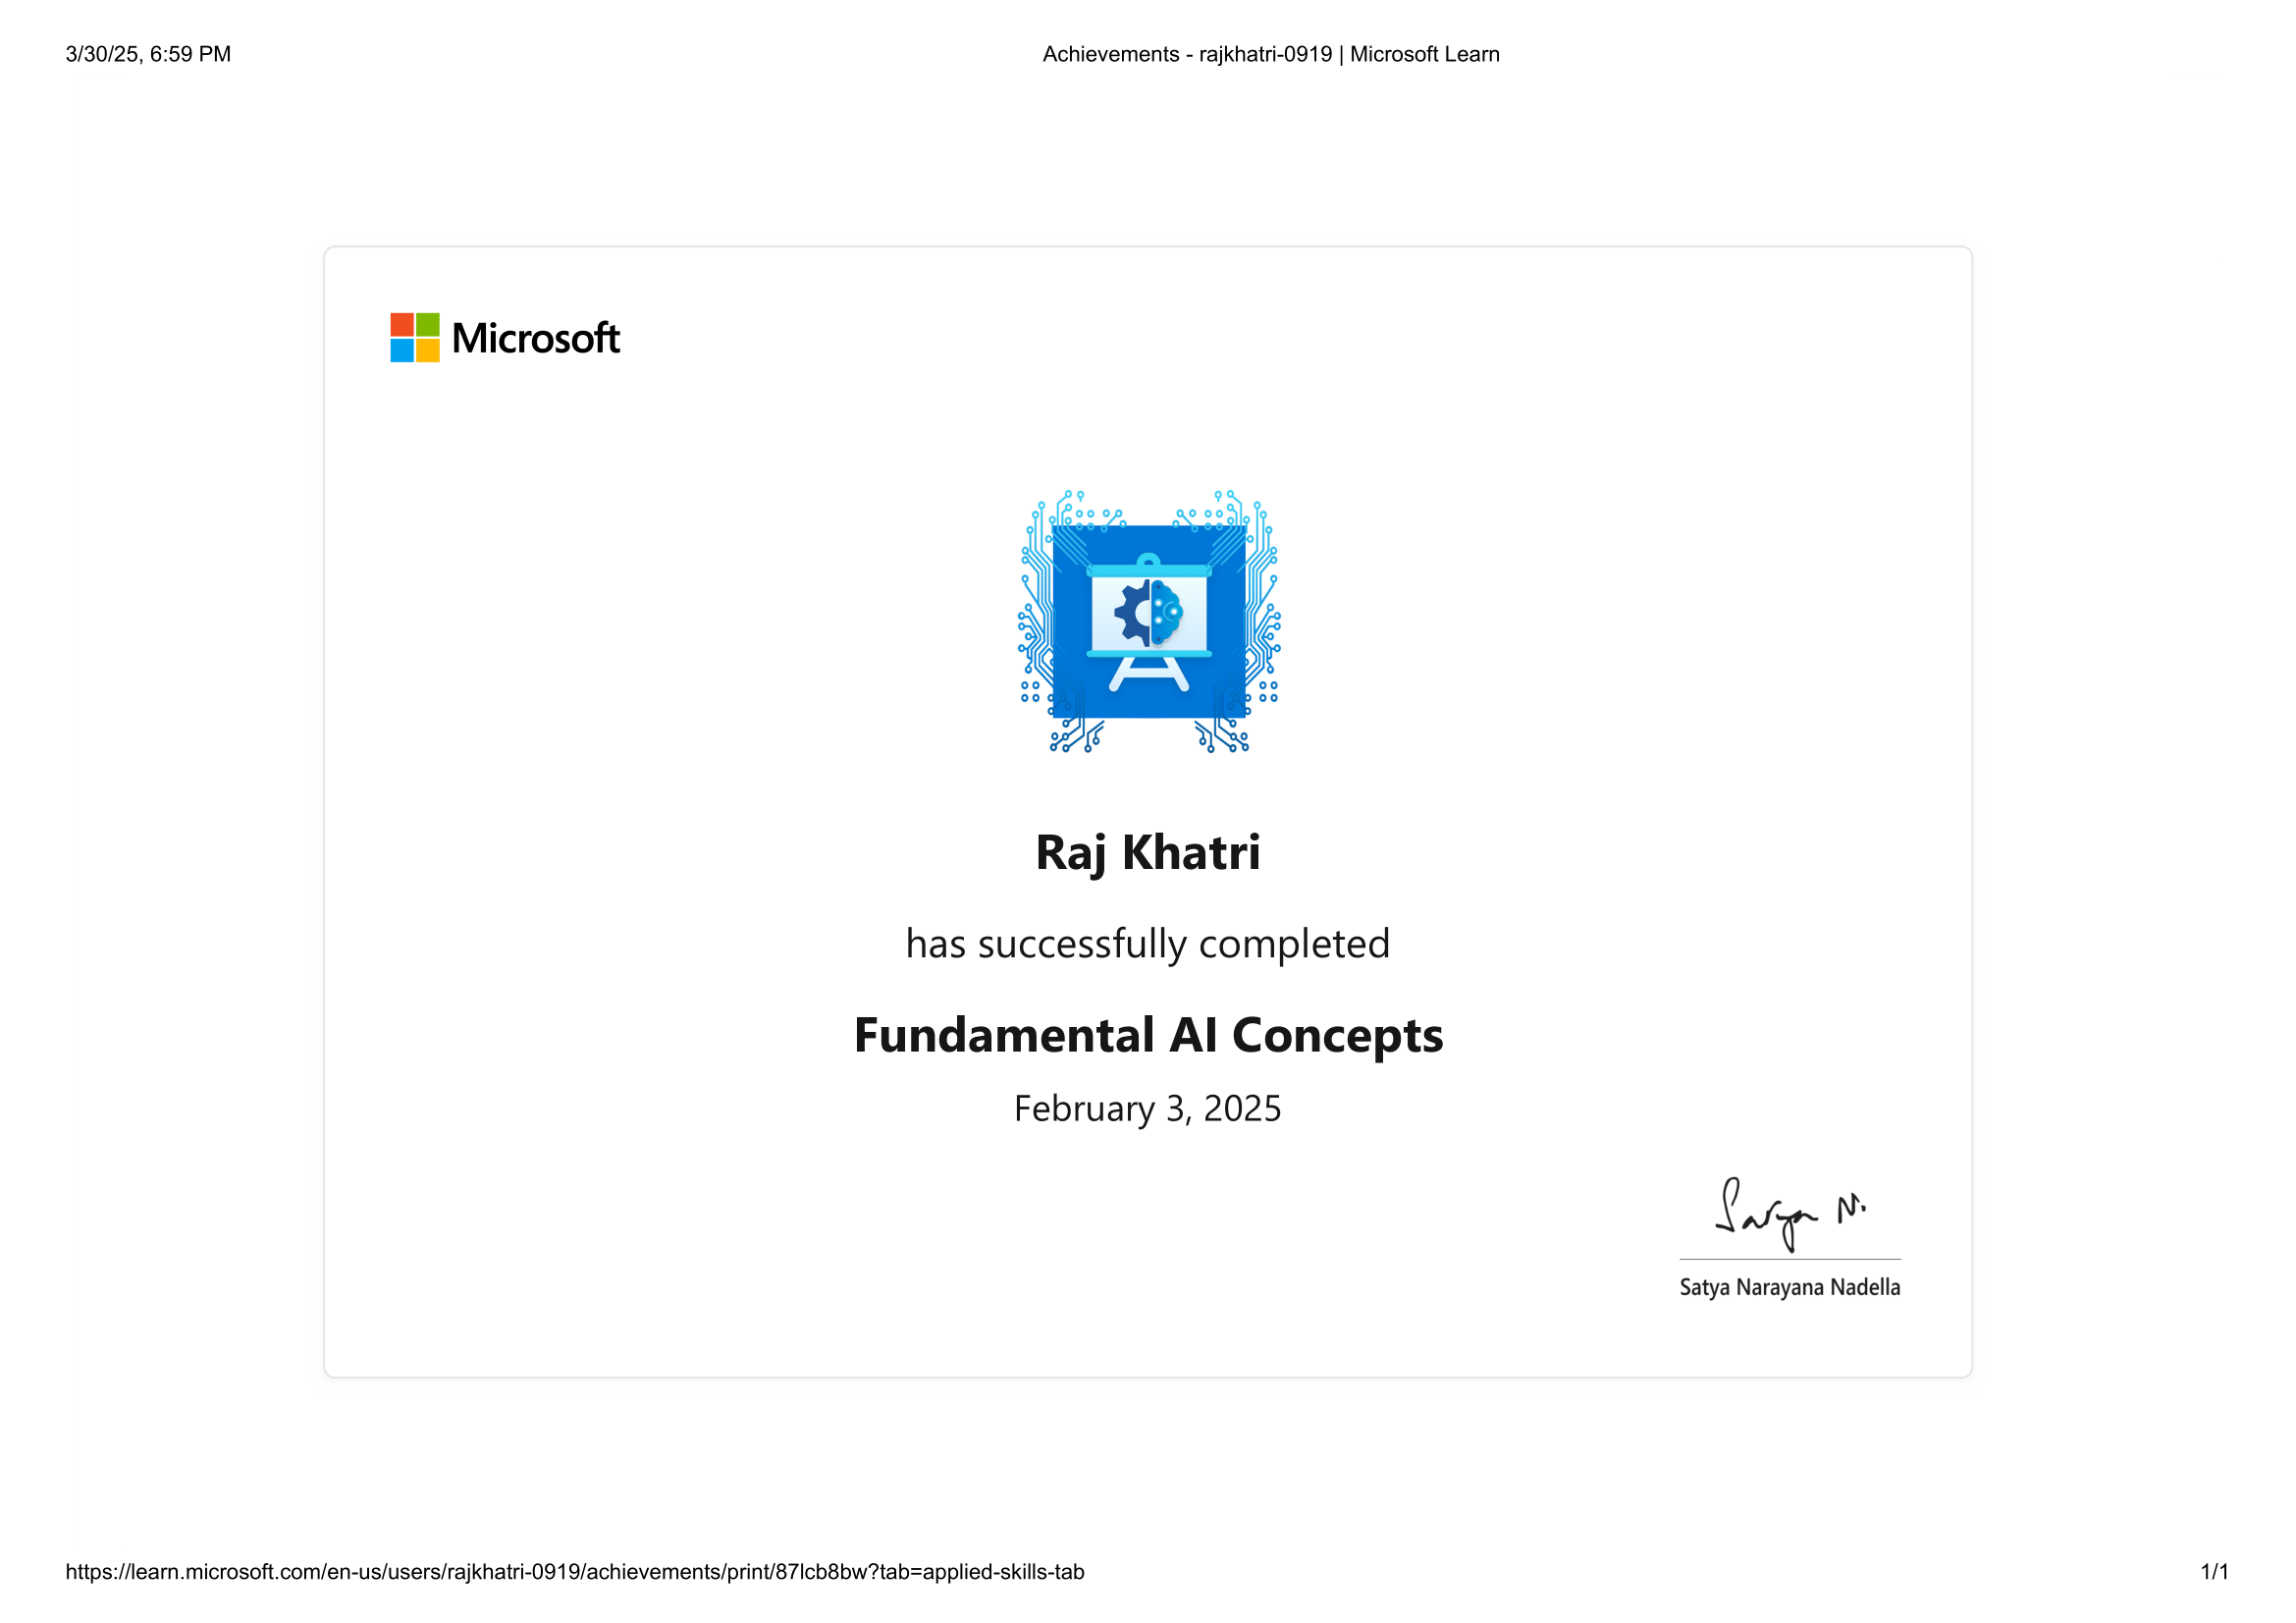 3/30/25, 6:59 PM
Achievements - rajkhatri-0919 | Microsoft Learn
Microsoft
Raj Khatri
has successfully completed
Fundamental AI Concepts
February 3, 2025
Satya N.
Satya Narayana Nadella
https://learn.microsoft.com/en-us/users/rajkhatri-0919/achievements/print/87lcb8bw?tab=applied-skills-tab
1/1